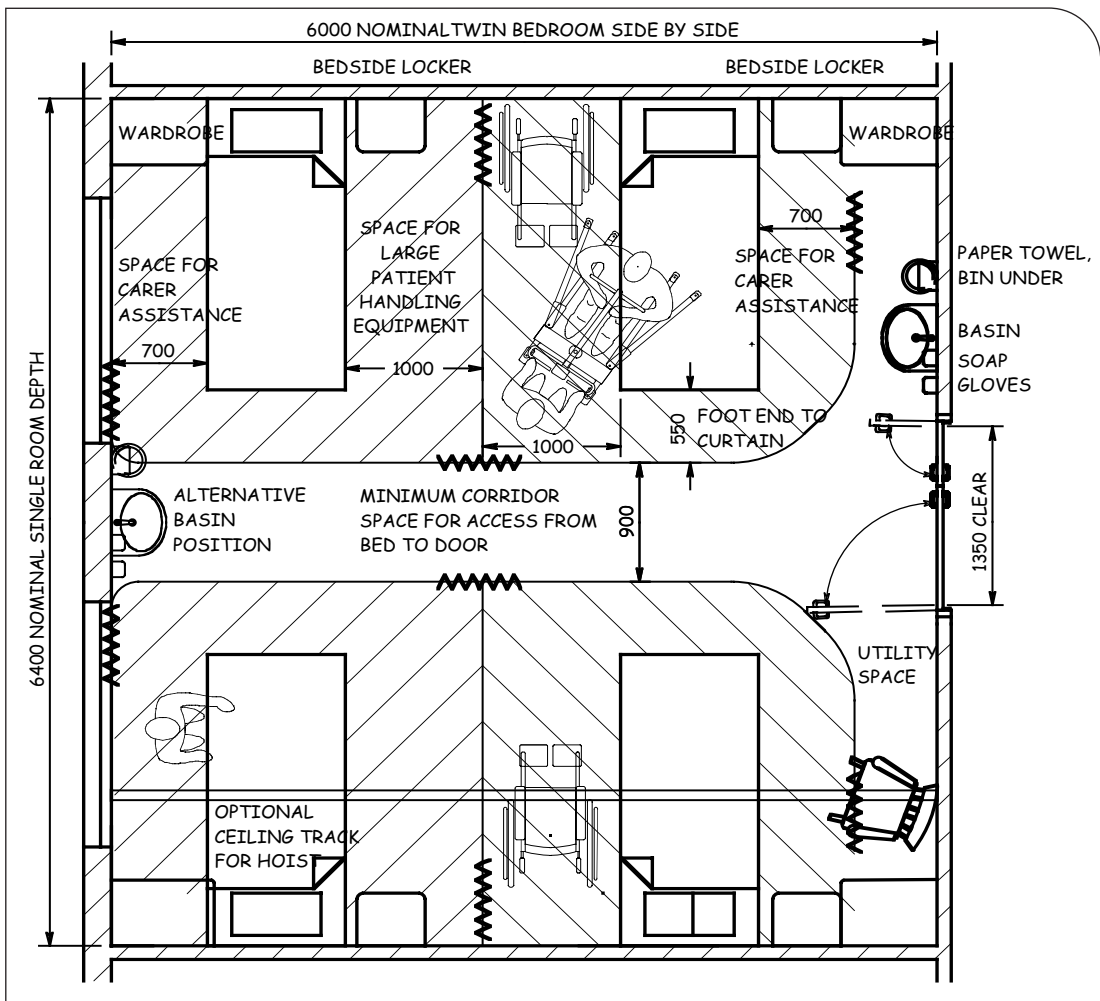 6000 NOMINAL TWIN BEDROOM SIDE BY SIDE
BEDSIDE LOCKER
BEDSIDE LOCKER
WARDROBE
WARDROBE
SPACE FOR
LARGE
PATIENT
HANDLING
EQUIPMENT
SPACE FOR
CARER
ASSISTANCE
700
1000
700
SPACE FOR
CARER
ASSISTANCE
PAPER TOWEL,
BIN UNDER
BASIN
SOAP
GLOVES
6400 NOMINAL SINGLE ROOM DEPTH
1000
550
FOOT END TO
CURTAIN
ALTERNATIVE
BASIN
POSITION
MINIMUM CORRIDOR
SPACE FOR ACCESS FROM
BED TO DOOR
900
1350 CLEAR
UTILITY
SPACE
OPTIONAL
CEILING TRACK
FOR HOIST